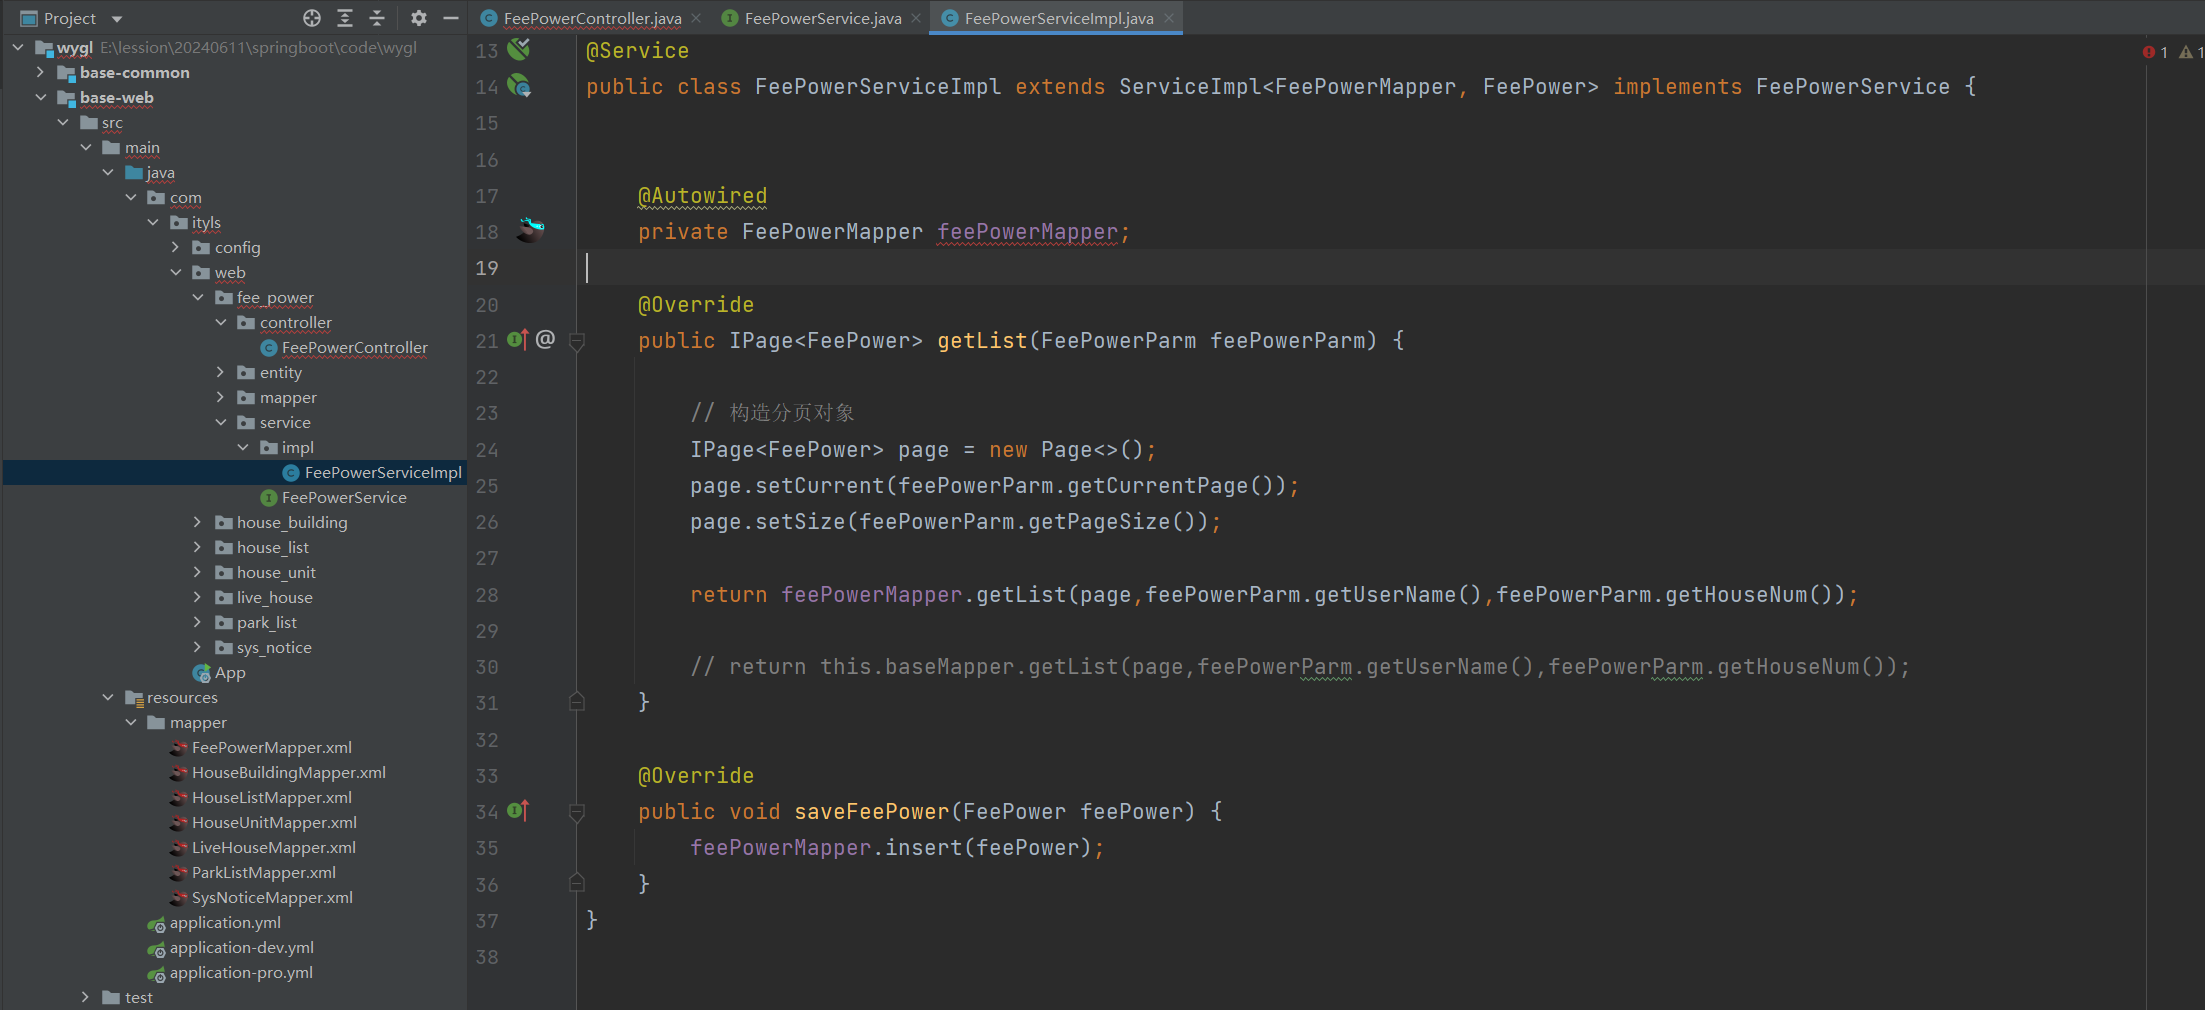 Project
FeePowerController.java
FeePowerService.java
FeePowerServiceImpl.java
wygl E:\lession\20240611\springboot\code\wygl
base-common
base-web
src
main
java
com
ityls
config
web
fee_power
controller
FeePowerController
entity
mapper
service
impl
FeePowerServiceImpl
FeePowerService
house_building
house_list
house_unit
live_house
park_list
sys_notice
App
resources
mapper
FeePowerMapper.xml
HouseBuildingMapper.xml
HouseListMapper.xml
HouseUnitMapper.xml
LiveHouseMapper.xml
ParkListMapper.xml
SysNoticeMapper.xml
application.yml
application-dev.yml
application-pro.yml
test
1 1
13 @Service
14 public class FeePowerServiceImpl extends ServiceImpl<FeePowerMapper, FeePower> implements FeePowerService {
15
16
17 @Autowired
18 private FeePowerMapper feePowerMapper;
19
20 @Override
21 @ public IPage<FeePower> getList(FeePowerParm feePowerParm) {
22
23 // 构造分页对象
24 IPage<FeePower> page = new Page<>();
25 page.setCurrent(feePowerParm.getCurrentPage());
26 page.setSize(feePowerParm.getPageSize());
27
28 return feePowerMapper.getList(page,feePowerParm.getUserName(),feePowerParm.getHouseNum());
29
30 // return this.baseMapper.getList(page,feePowerParm.getUserName(),feePowerParm.getHouseNum());
31 }
32
33 @Override
34 public void saveFeePower(FeePower feePower) {
35 feePowerMapper.insert(feePower);
36 }
37 }
38